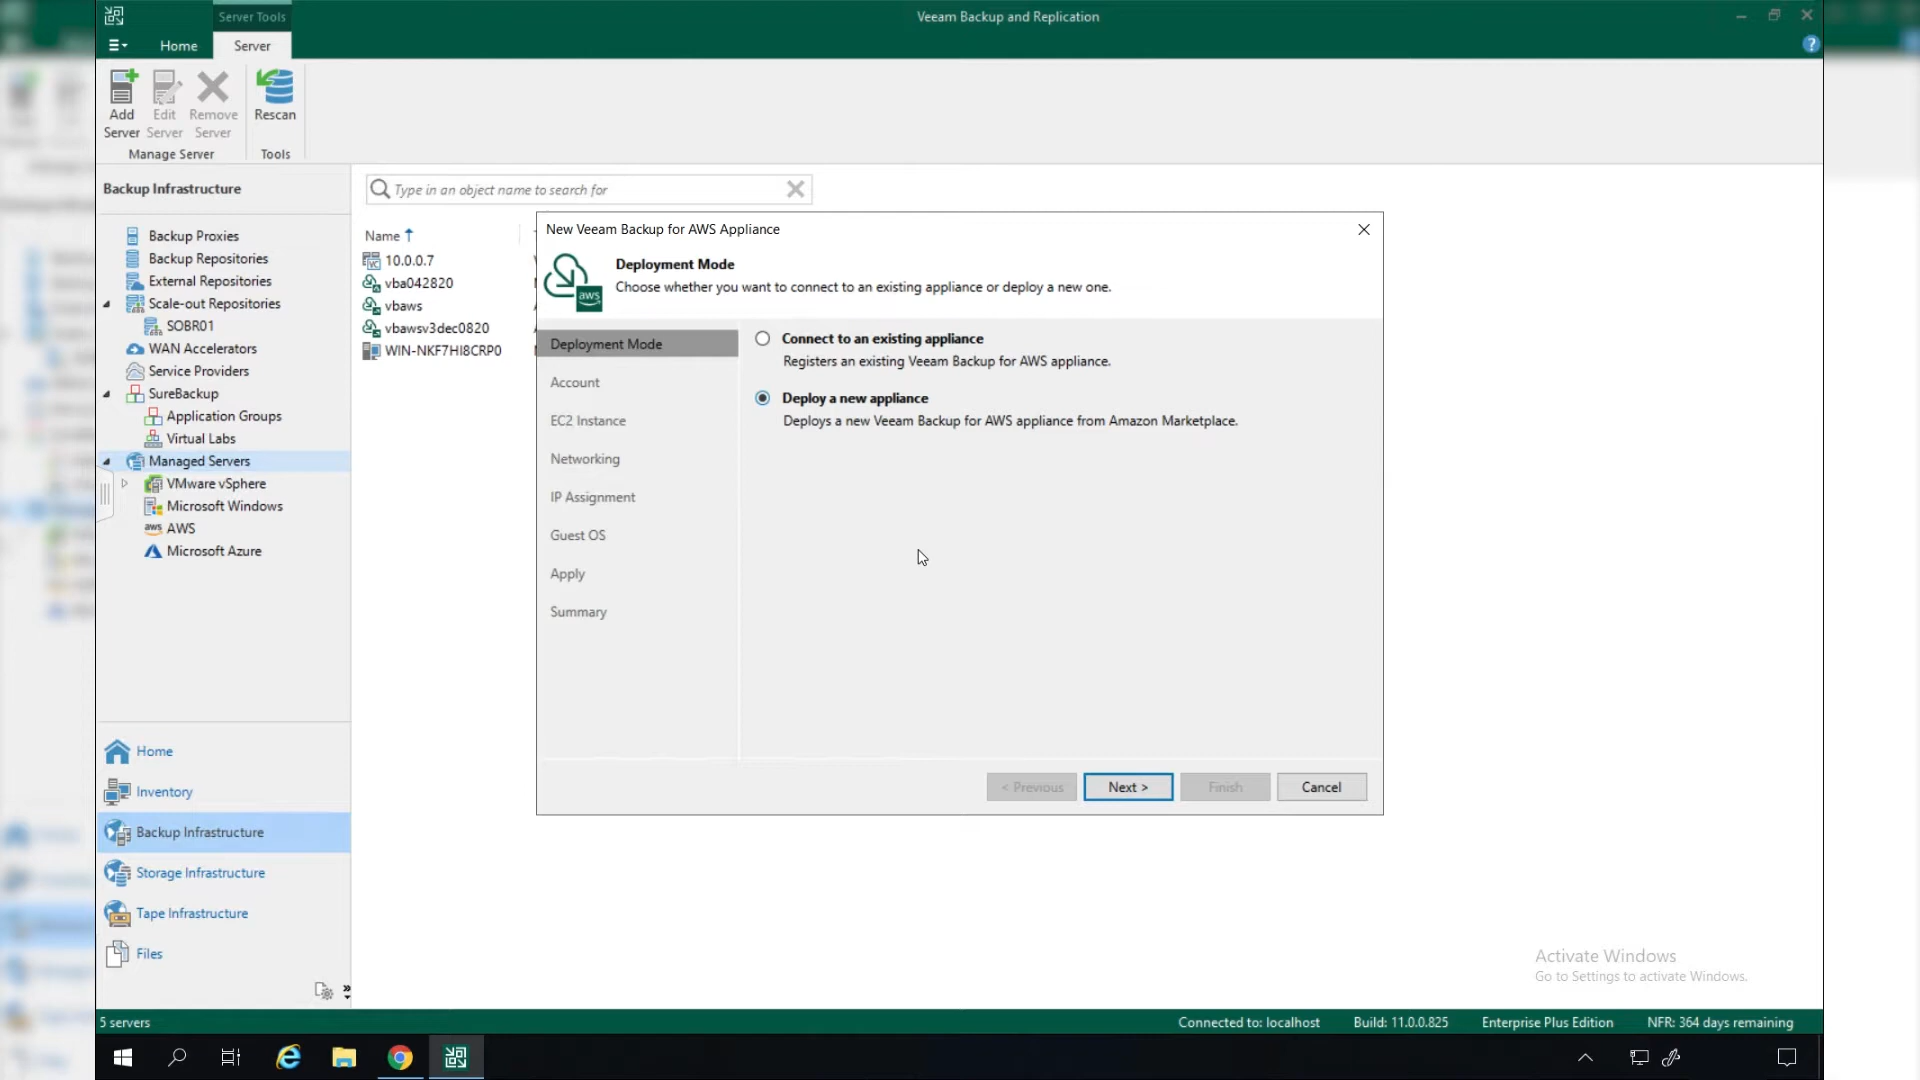 Server Tools
Veeam Backup and Replication
Home
Server
Add
Server
Edit
Server
Remove
Server
Rescan
Manage Server
Tools
Backup Infrastructure
Type in an object name to search for
Backup Proxies
Backup Repositories
External Repositories
Scale-out Repositories
SOBR01
WAN Accelerators
Service Providers
SureBackup
Application Groups
Virtual Labs
Managed Servers
VMware vSphere
Microsoft Windows
aws AWS
Microsoft Azure
Name
10.0.0.7
vba042820
vbaws
vbawsv3dec0820
WIN-NKF7HI8CRP0
New Veeam Backup for AWS Appliance
aws
Deployment Mode
Choose whether you want to connect to an existing appliance or deploy a new one.
Deployment Mode
Account
EC2 Instance
Networking
IP Assignment
Guest OS
Apply
Summary
Connect to an existing appliance
Registers an existing Veeam Backup for AWS appliance.
Deploy a new appliance
Deploys a new Veeam Backup for AWS appliance from Amazon Marketplace.
< Previous
Next >
Finish
Cancel
Home
Inventory
Backup Infrastructure
Storage Infrastructure
Tape Infrastructure
Files
Activate Windows
Go to Settings to activate Windows.
5 servers
Connected to: localhost
Build: 11.0.0.825
Enterprise Plus Edition
NFR: 364 days remaining